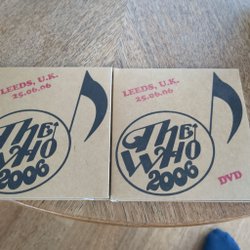 LEEDS, U.K.
25.06.06
THE
WHO
2006
LEEDS, U.K.
25.06.06
THE
WHO
2006
DVD